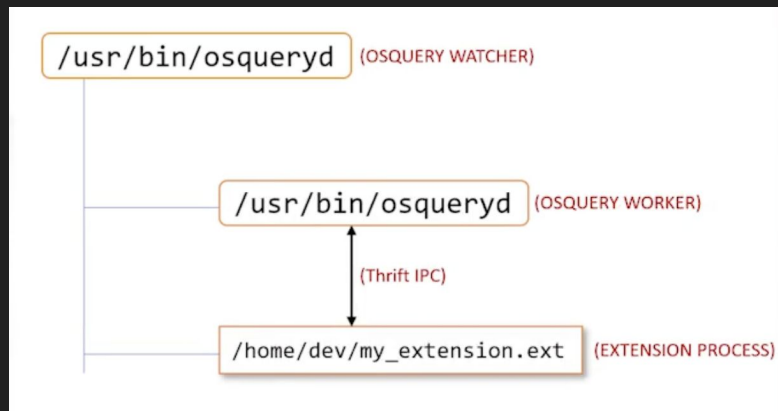 /usr/bin/osqueryd (OSQUERY WATCHER)
/usr/bin/osqueryd (OSQUERY WORKER)
(Thrift IPC)
/home/dev/my_extension.ext (EXTENSION PROCESS)